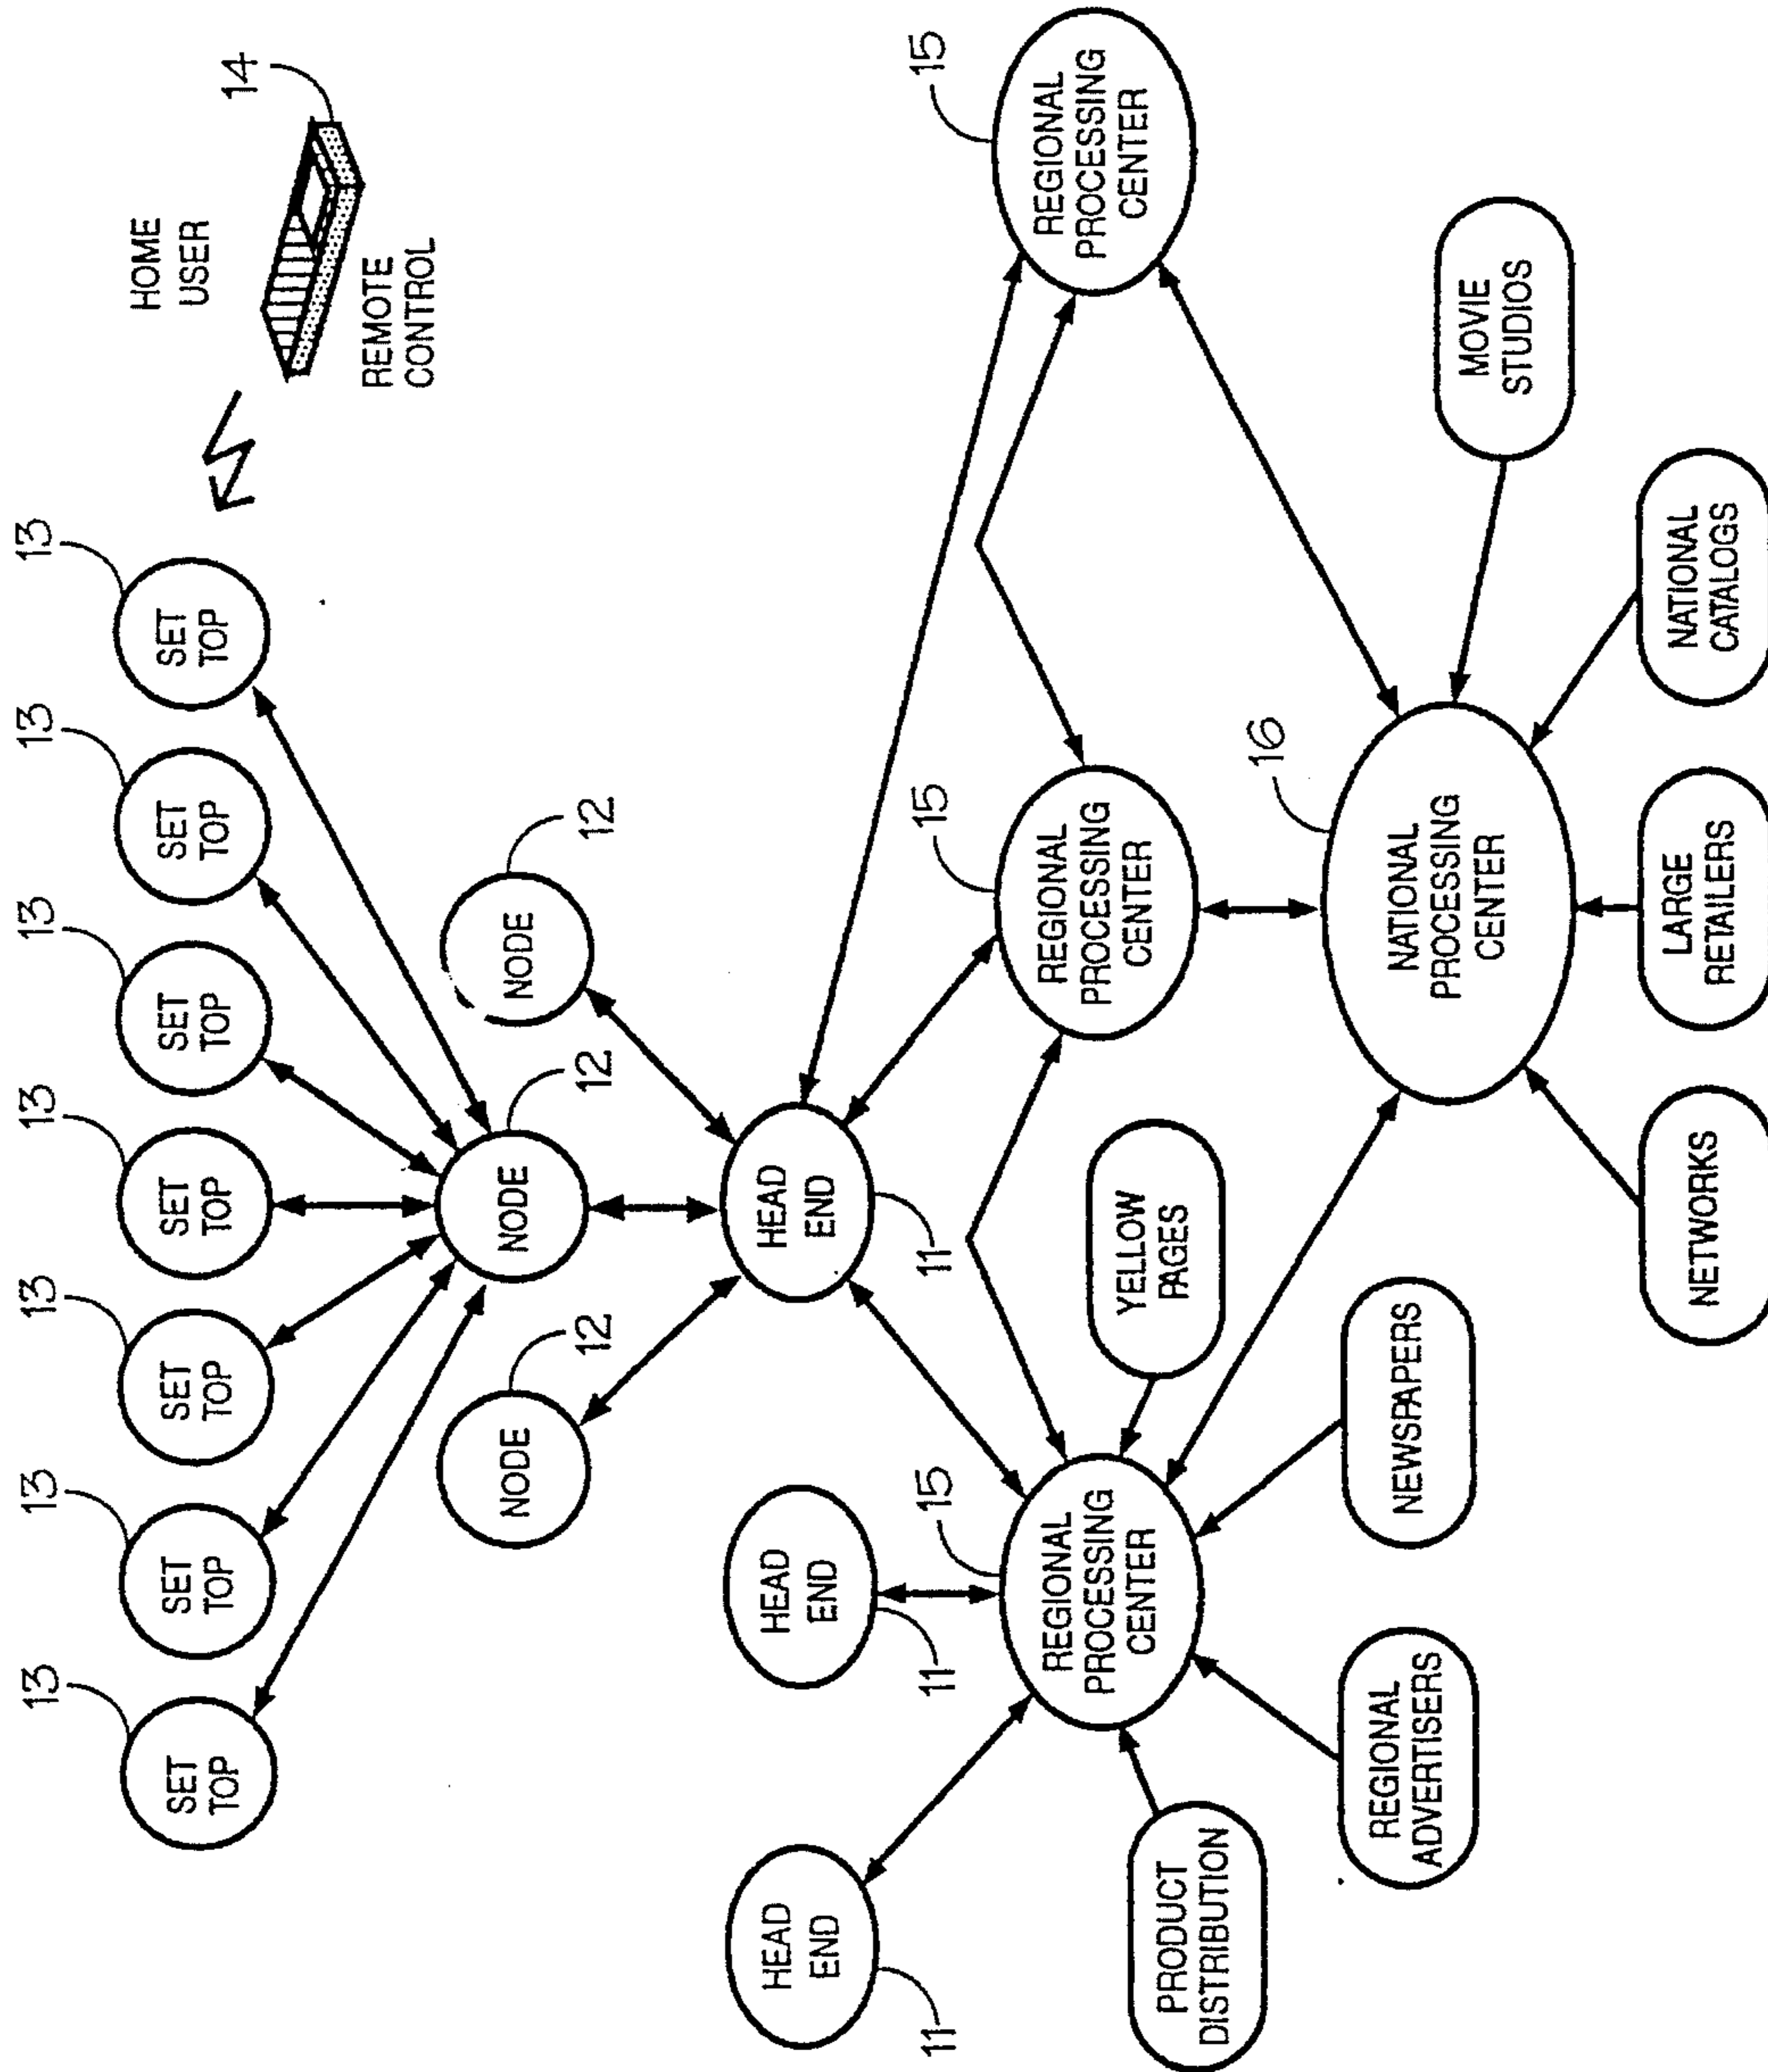 13
SET
TOP
13
SET
TOP
13
SET
TOP
13
SET
TOP
13
SET
TOP
13
SET
TOP
13
SET
TOP
HOME
USER
14
REMOTE
CONTROL
NODE
12
NODE
12
NODE
12
HEAD
END
11
HEAD
END
11
HEAD
END
11
15
REGIONAL
PROCESSING
CENTER
15
REGIONAL
PROCESSING
CENTER
15
REGIONAL
PROCESSING
CENTER
PRODUCT
DISTRIBUTION
YELLOW
PAGES
REGIONAL
ADVERTISERS
NEWSPAPERS
16
NATIONAL
PROCESSING
CENTER
MOVIE
STUDIOS
NETWORKS
LARGE
RETAILERS
NATIONAL
CATALOGS